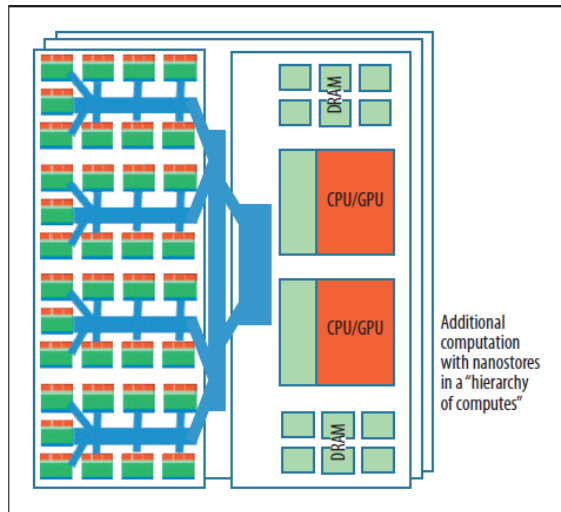 DRAM
CPU/GPU
CPU/GPU
Additional
computation
with nanostores
in a “hierarchy
of computes”
DRAM